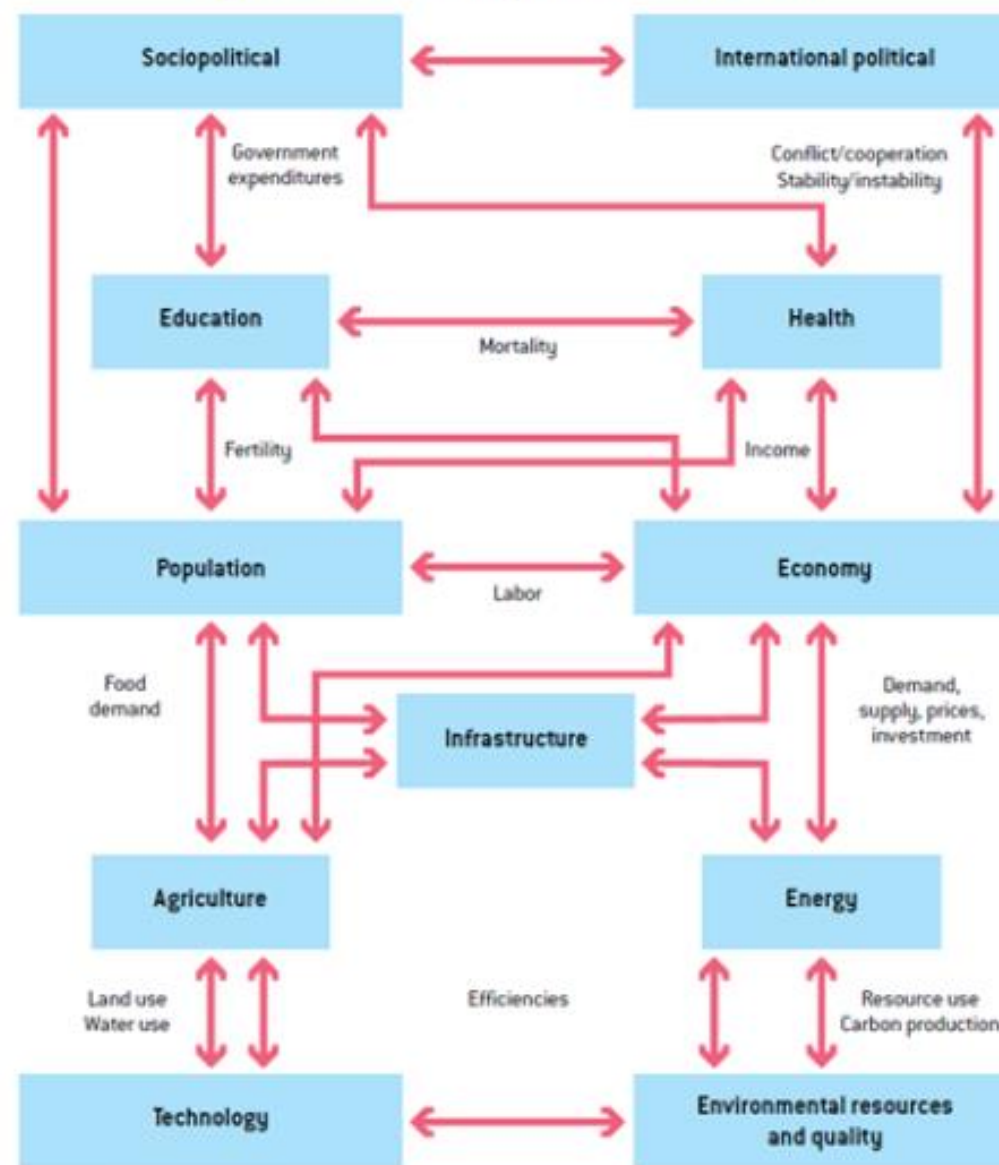 Sociopolitical
International political
Government
expenditures
Conflict/cooperation
Stability/instability
Education
Health
Mortality
Fertility
Income
Population
Economy
Labor
Food
demand
Demand,
supply, prices,
investment
Infrastructure
Agriculture
Energy
Land use
Water use
Efficiencies
Resource use
Carbon production
Technology
Environmental resources
and quality